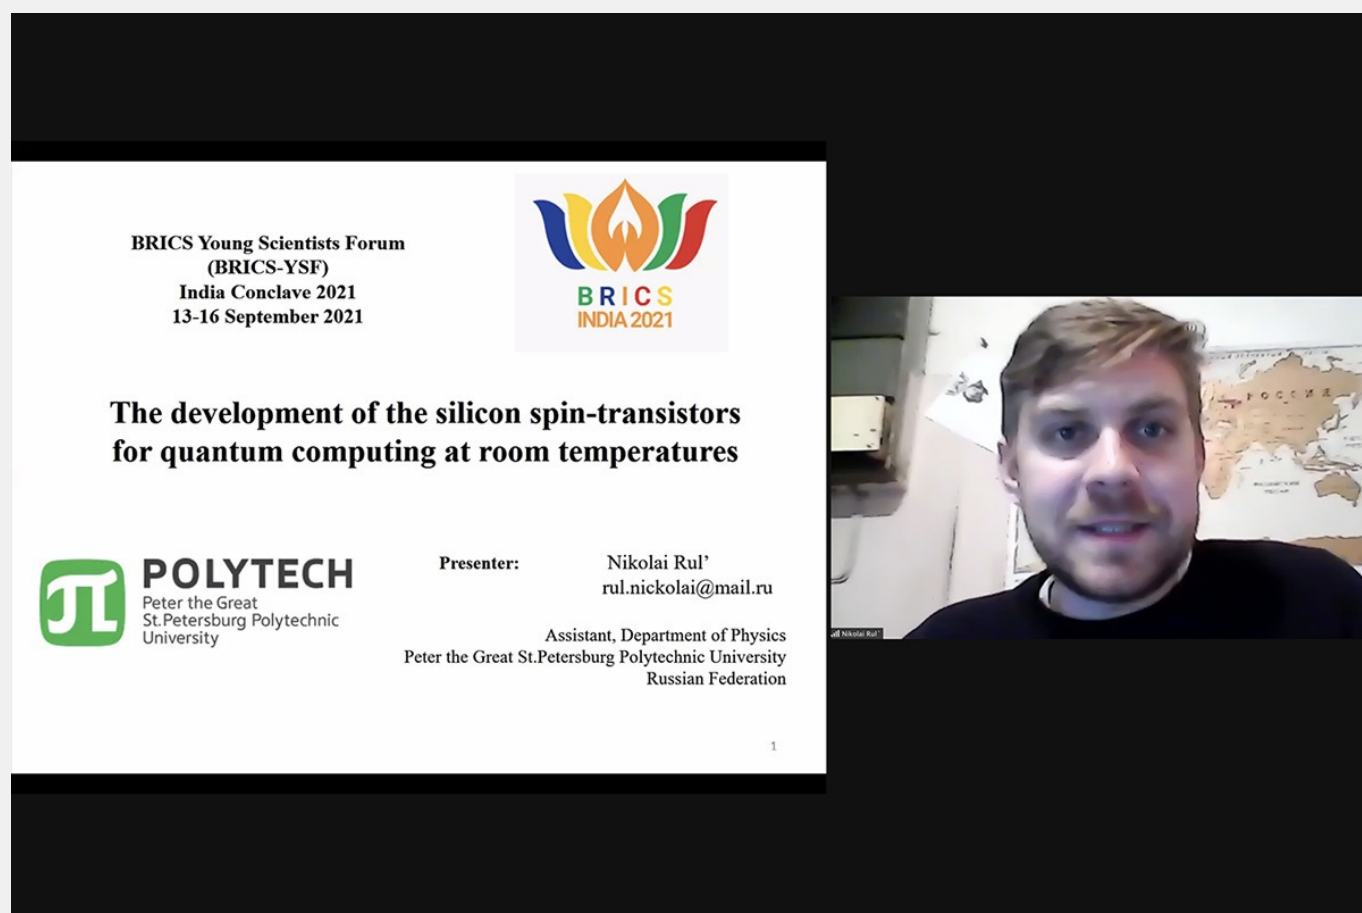 BRICS Young Scientists Forum
(BRICS-YSF)
India Conclave 2021
13-16 September 2021
BRICS
INDIA 2021
The development of the silicon spin-transistors
for quantum computing at room temperatures
POLYTECH
Peter the Great
St.Petersburg Polytechnic
University
Presenter: Nikolai Rul’
rul.nickolai@mail.ru
Assistant, Department of Physics
Peter the Great St.Petersburg Polytechnic University
Russian Federation
1
РОССИЯ
Nikolai Rul`